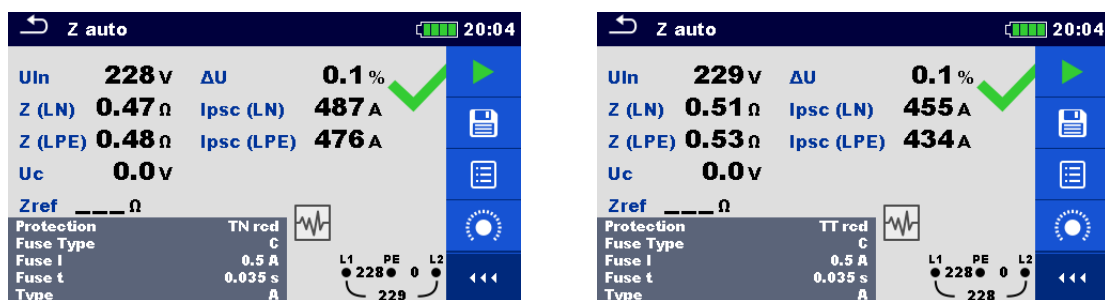 Z auto 20:04
Uln 228 V ΔU 0.1 %
Z (LN) 0.47 Ω Ipsc (LN) 487 A
Z (LPE) 0.48 Ω Ipsc (LPE) 476 A
Uc 0.0 V
Zref ___ Ω
Protection TN rcd
Fuse Type C
Fuse I 0.5 A
Fuse t 0.035 s
Type A
L1 PE L2
228 0
229
Z auto 20:04
Uln 229 V ΔU 0.1 %
Z (LN) 0.51 Ω Ipsc (LN) 455 A
Z (LPE) 0.53 Ω Ipsc (LPE) 434 A
Uc 0.0 V
Zref ___ Ω
Protection TT rcd
Fuse Type C
Fuse I 0.5 A
Fuse t 0.035 s
Type A
L1 PE L2
228 0
228